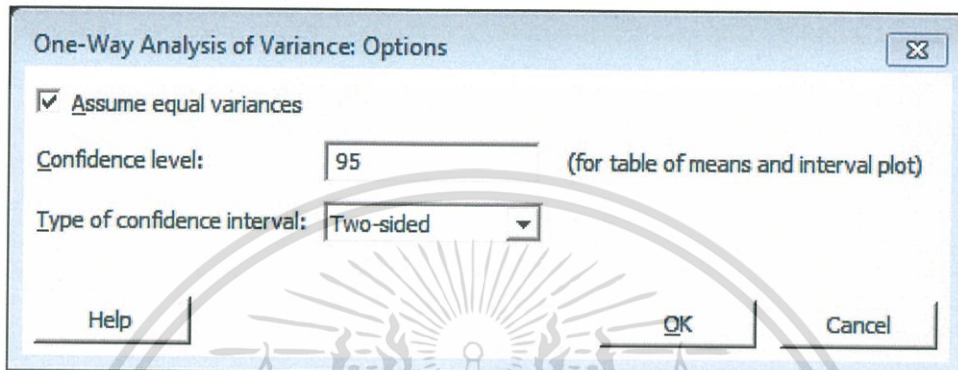 One-Way Analysis of Variance: Options
Assume equal variances
Confidence level: 95 (for table of means and interval plot)
Type of confidence interval: Two-sided
Help OK Cancel